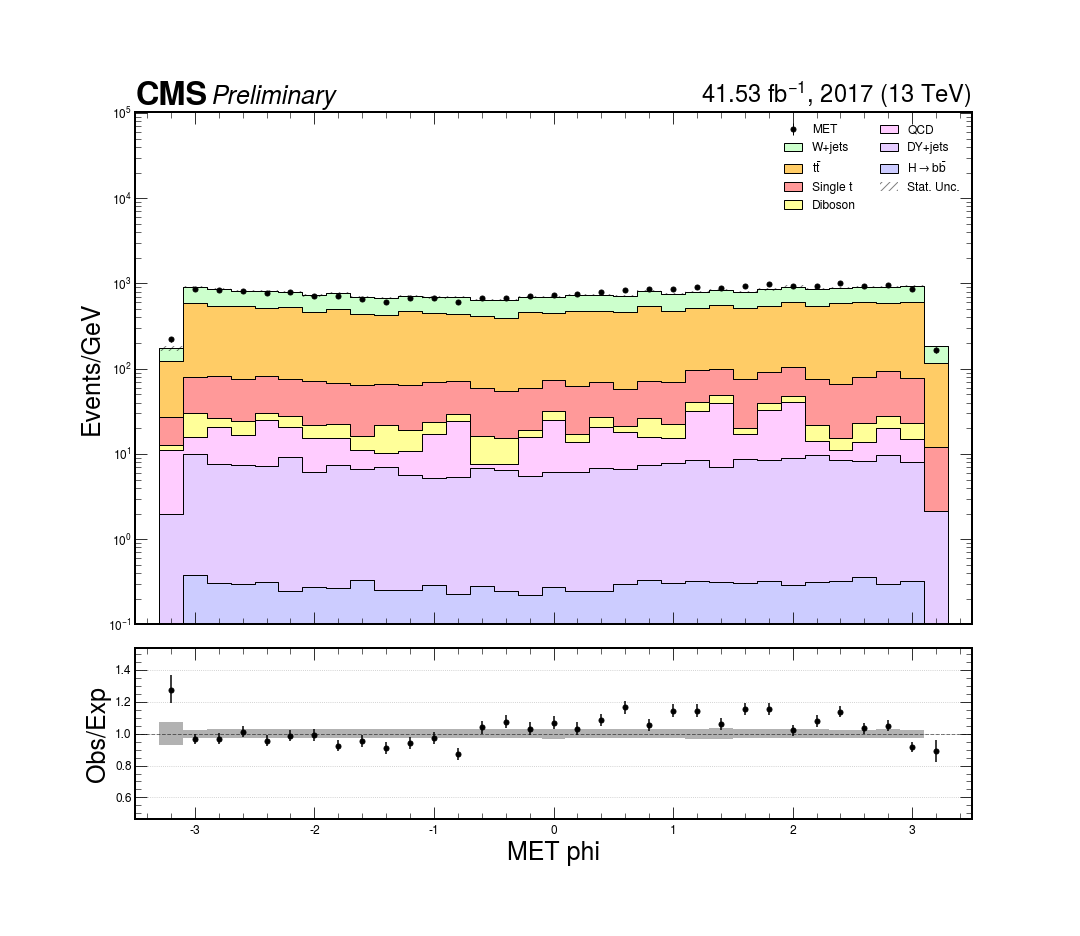 CMS Preliminary
41.53 fb⁻¹, 2017 (13 TeV)
Events/GeV
10⁵
10⁴
10³
10²
10¹
10⁰
10⁻¹
MET
W+jets
tt̄
Single t
Diboson
QCD
DY+jets
H→bb̄
Stat. Unc.
Obs/Exp
1.4
1.2
1.0
0.8
0.6
-3 -2 -1 0 1 2 3
MET phi